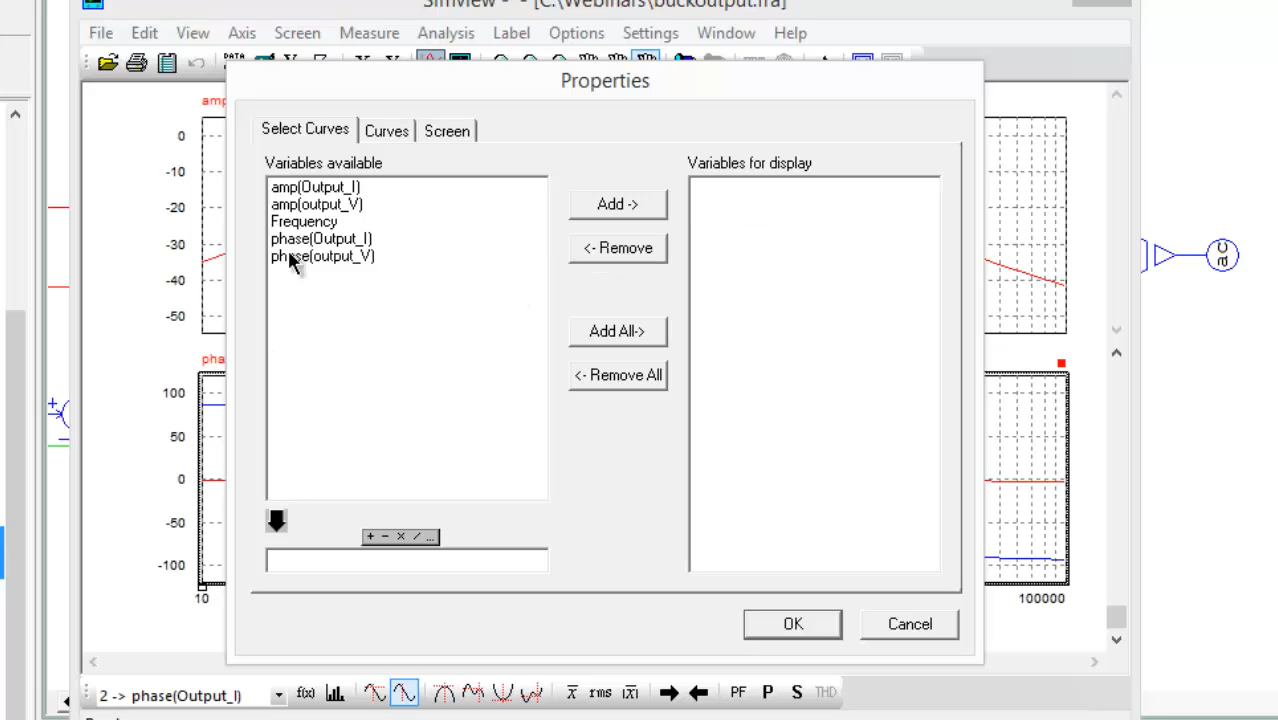 Simview - - [C:\Webinars\buckoutput.fra]
File Edit View Axis Screen Measure Analysis Label Options Settings Window Help
Properties
Select Curves Curves Screen
Variables available
Variables for display
amp(Output_I)
amp(output_V)
Frequency
phase(Output_I)
phase(output_V)
Add ->
<- Remove
Add All->
<- Remove All
+ - × / ...
OK Cancel
amp
0
-10
-20
-30
-40
-50
pha
100
50
0
-50
-100
10 100000
ac
2 -> phase(Output_I) f(x) x̅ rms |x| PF P S THD